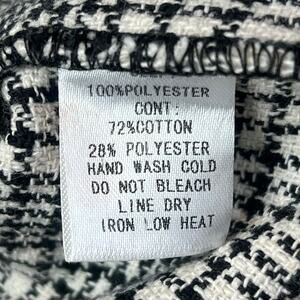 100%POLYESTER
CONT:
72%COTTON
28% POLYESTER
HAND WASH COLD
DO NOT BLEACH
LINE DRY
IRON LOW HEAT